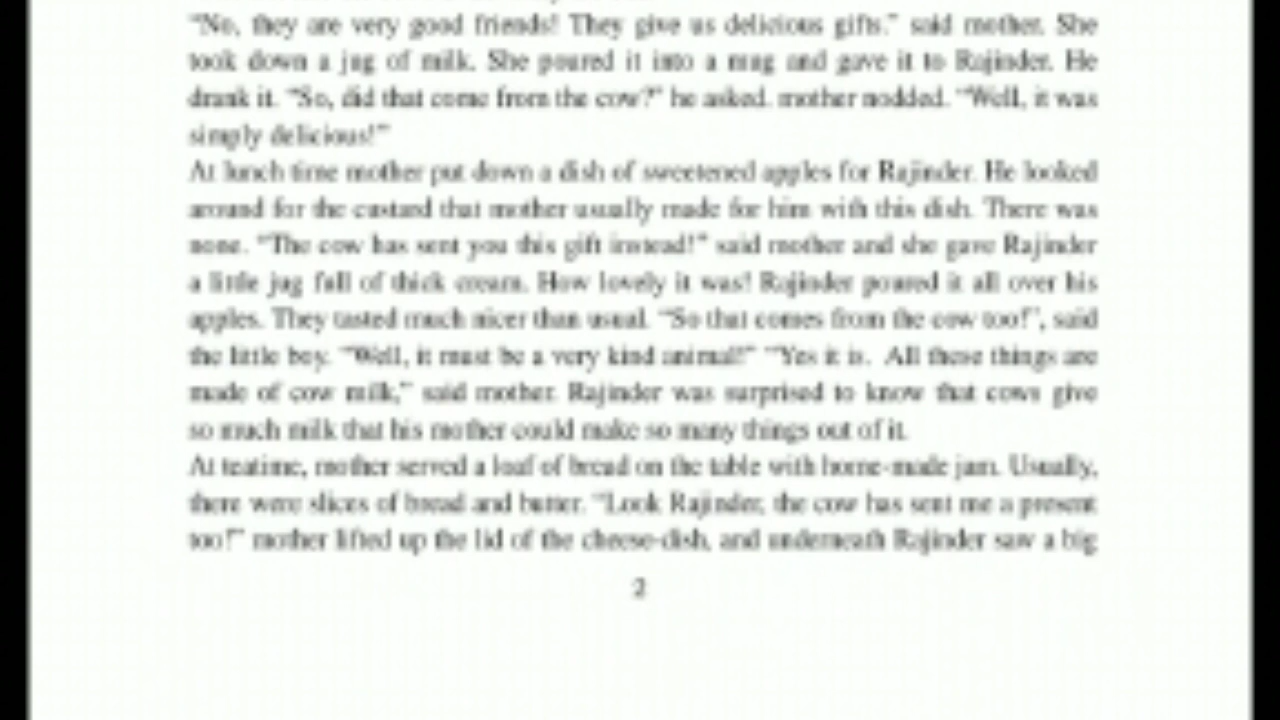 "No, they are very good friends! They give us delicious gifts." said mother. She
took down a jug of milk. She poured it into a mug and gave it to Rajinder. He
drank it. "So, did that come from the cow?" he asked. mother nodded. "Well, it was
simply delicious!"
At lunch time mother put down a dish of sweetened apples for Rajinder. He looked
around for the custard that mother usually made for him with this dish. There was
none. "The cow has sent you this gift instead!" said mother and she gave Rajinder
a little jug full of thick cream. How lovely it was! Rajinder poured it all over his
apples. They tasted much nicer than usual. "So that comes from the cow too!", said
the little boy. "Well, it must be a very kind animal!" "Yes it is. All these things are
made of cow milk," said mother. Rajinder was surprised to know that cows give
so much milk that his mother could make so many things out of it.
At teatime, mother served a loaf of bread on the table with home-made jam. Usually,
there were slices of bread and butter. "Look Rajinder, the cow has sent me a present
too!" mother lifted up the lid of the cheese-dish, and underneath Rajinder saw a big
2